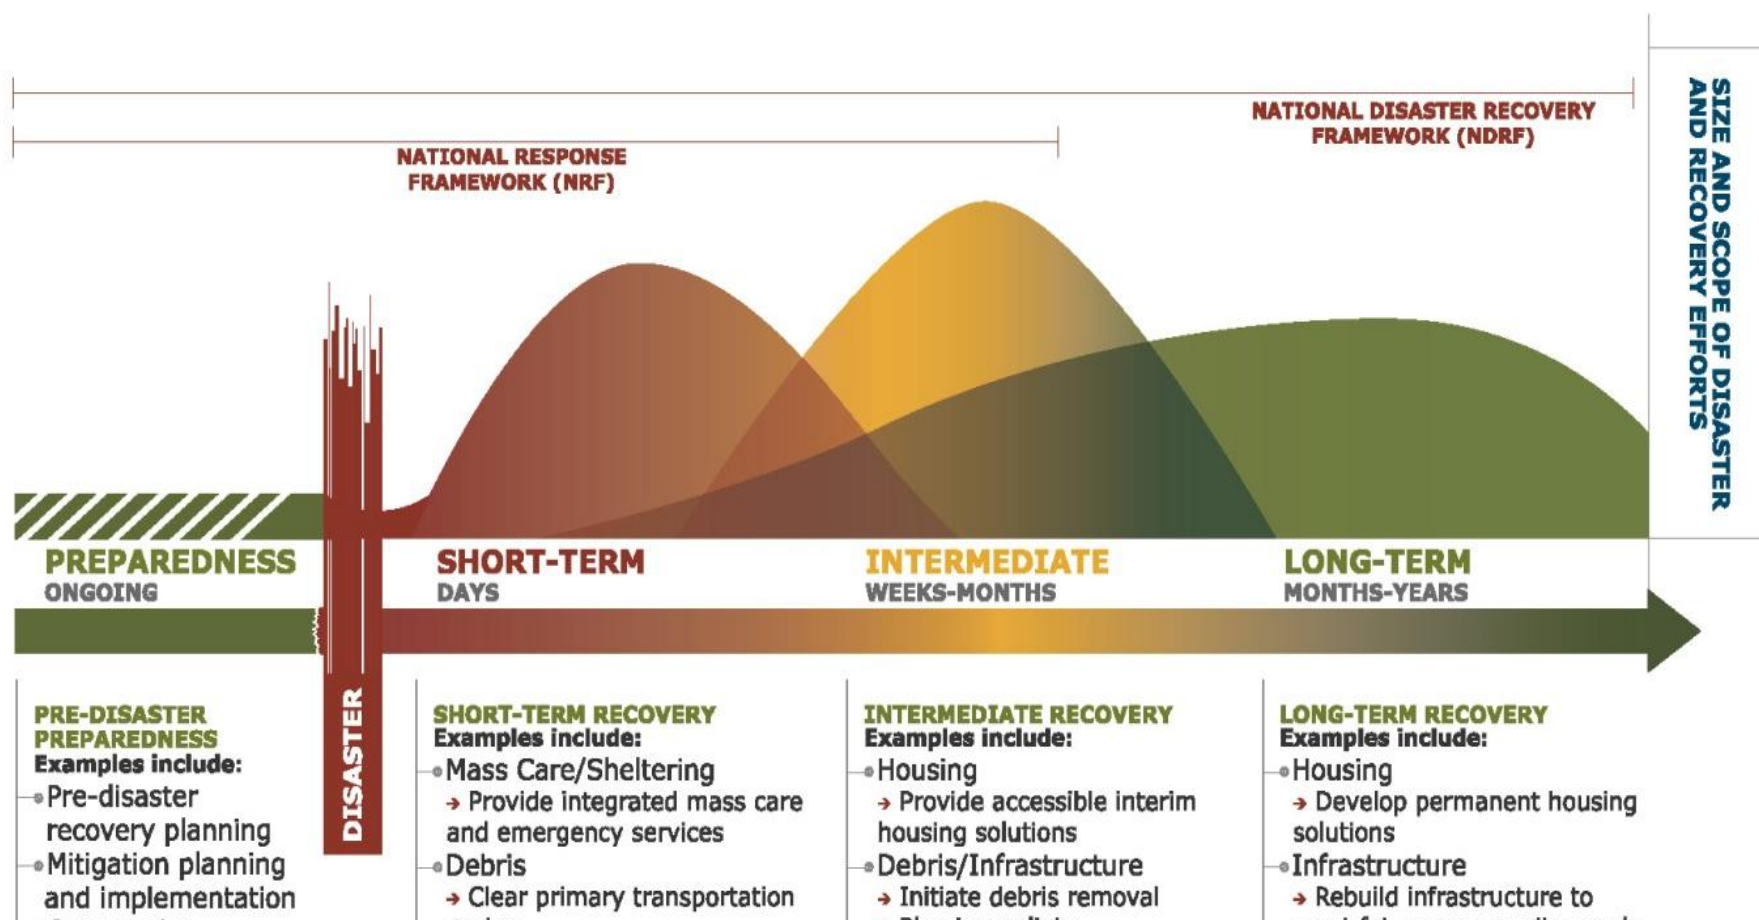 NATIONAL DISASTER RECOVERY
FRAMEWORK (NDRF)
NATIONAL RESPONSE
FRAMEWORK (NRF)
SIZE AND SCOPE OF DISASTER
AND RECOVERY EFFORTS
PREPAREDNESS
ONGOING
SHORT-TERM
DAYS
INTERMEDIATE
WEEKS-MONTHS
LONG-TERM
MONTHS-YEARS
DISASTER
PRE-DISASTER
PREPAREDNESS
Examples include:
Pre-disaster
recovery planning
Mitigation planning
and implementation
SHORT-TERM RECOVERY
Examples include:
Mass Care/Sheltering
→ Provide integrated mass care
and emergency services
Debris
→ Clear primary transportation
INTERMEDIATE RECOVERY
Examples include:
Housing
→ Provide accessible interim
housing solutions
Debris/Infrastructure
→ Initiate debris removal
LONG-TERM RECOVERY
Examples include:
Housing
→ Develop permanent housing
solutions
Infrastructure
→ Rebuild infrastructure to